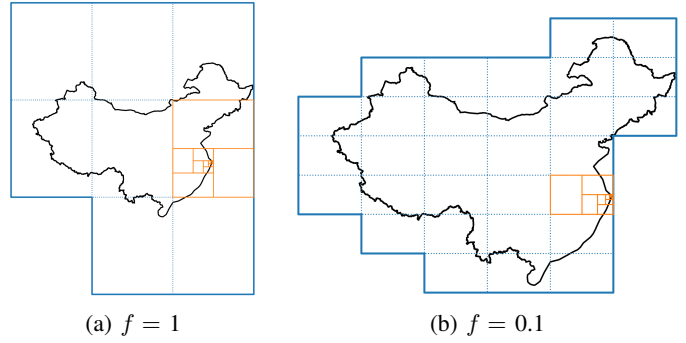 (a) f = 1
(b) f = 0.1